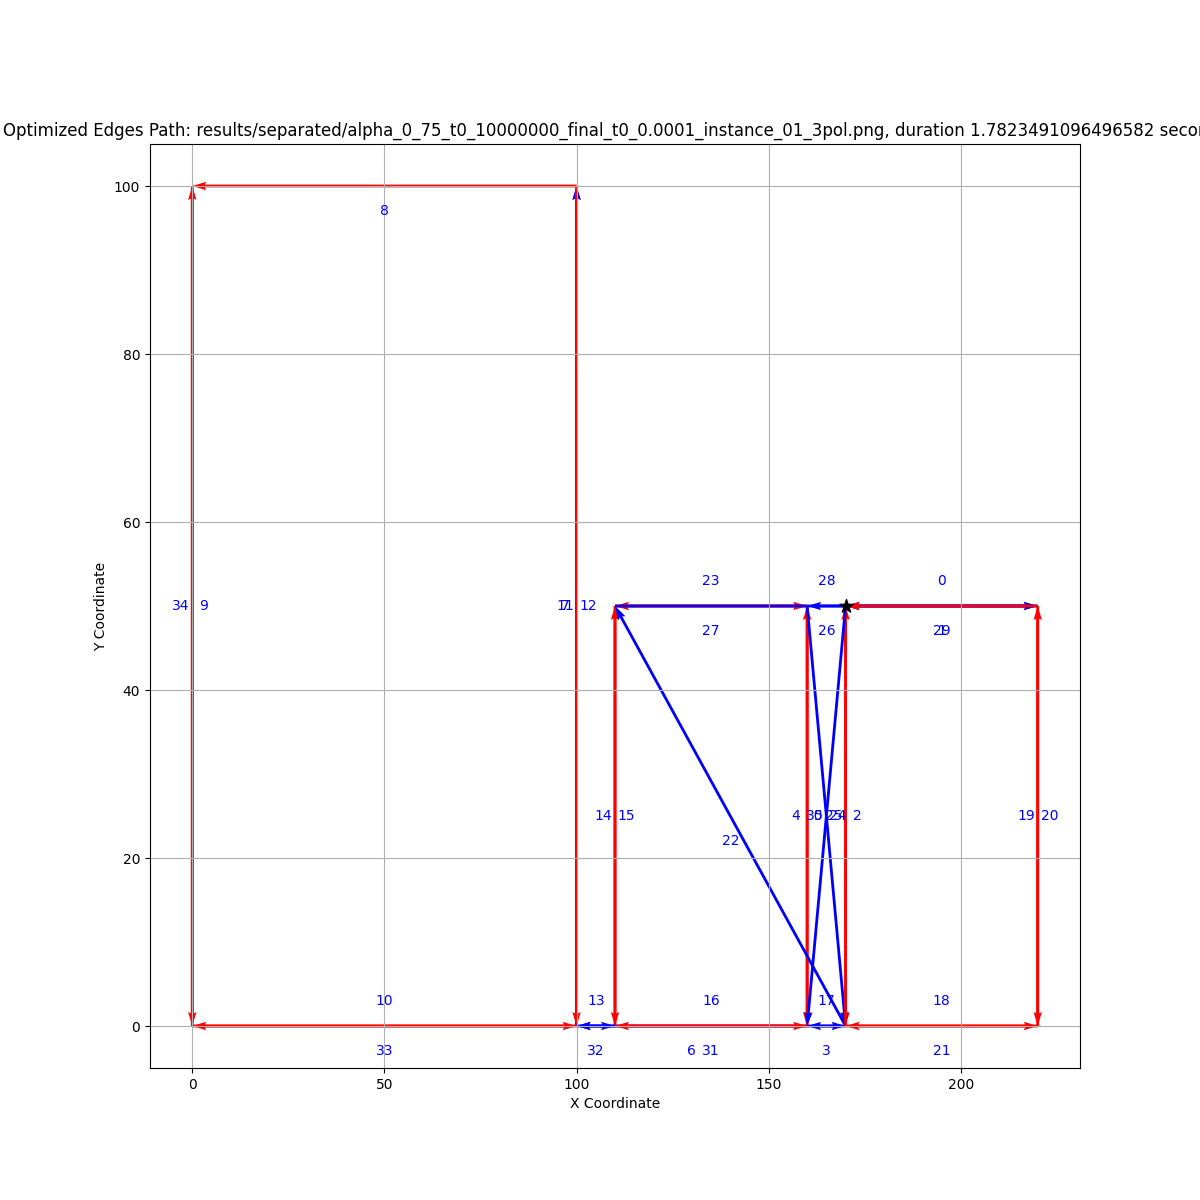 Optimized Edges Path: results/separated/alpha_0_75_t0_10000000_final_t0_0.0001_instance_01_3pol.png, duration 1.7823491096496582 secon
100
8
80
60
23 28 0
34 9 7 12
27 26
40
14 15 4 2 19 20
22
20
10 13 16 17 18
0
33 32 6 31 3 21
0 50 100 150 200
X Coordinate
Y Coordinate